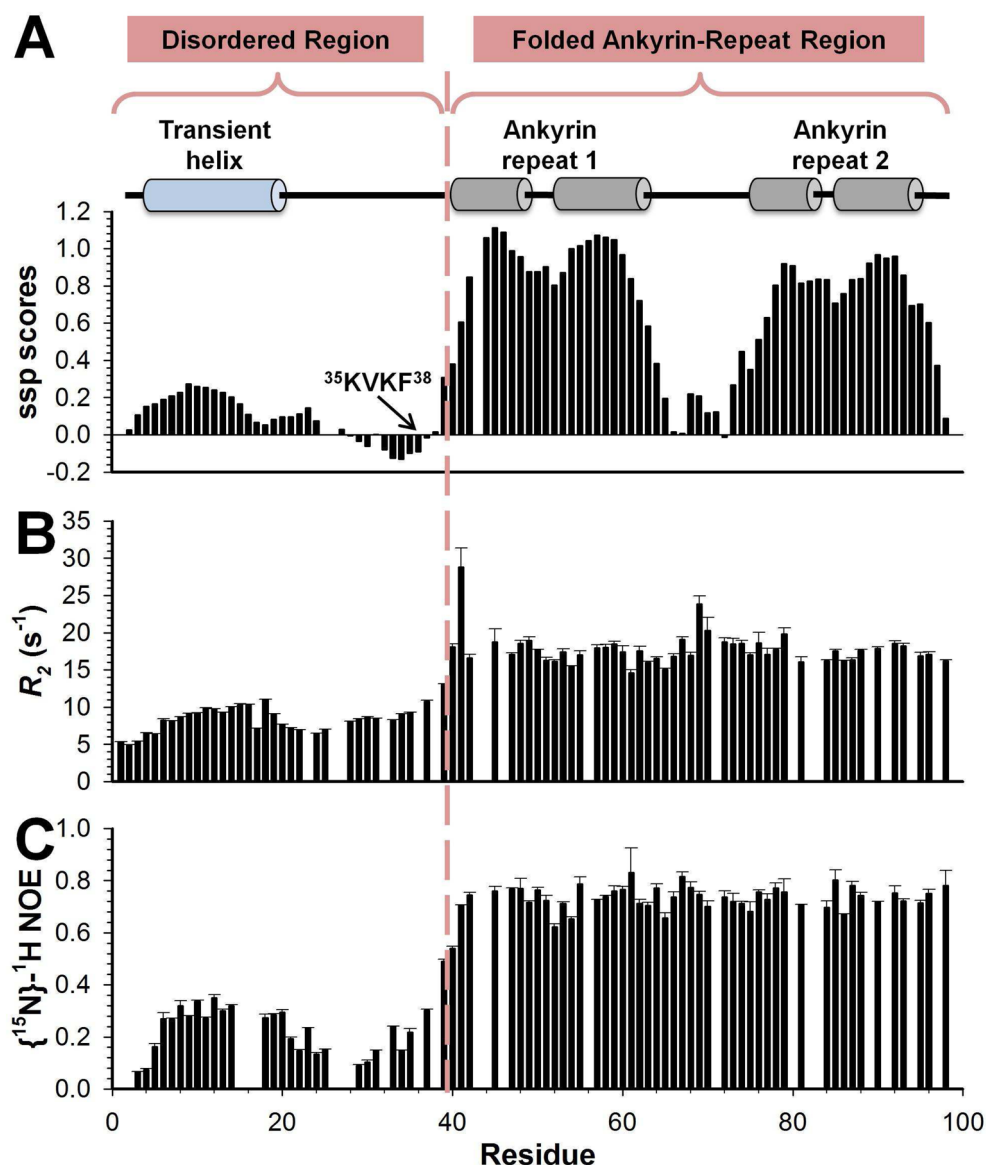 A
Disordered Region
Folded Ankyrin-Repeat Region
Transient
helix
Ankyrin
repeat 1
Ankyrin
repeat 2
ssp scores
1.2
1.0
0.8
0.6
0.4
0.2
0.0
-0.2
³⁵KVKF³⁸
B
R₂ (s⁻¹)
35
30
25
20
15
10
5
0
C
{¹⁵N}-¹H NOE
1.0
0.8
0.6
0.4
0.2
0.0
0 20 40 60 80 100
Residue